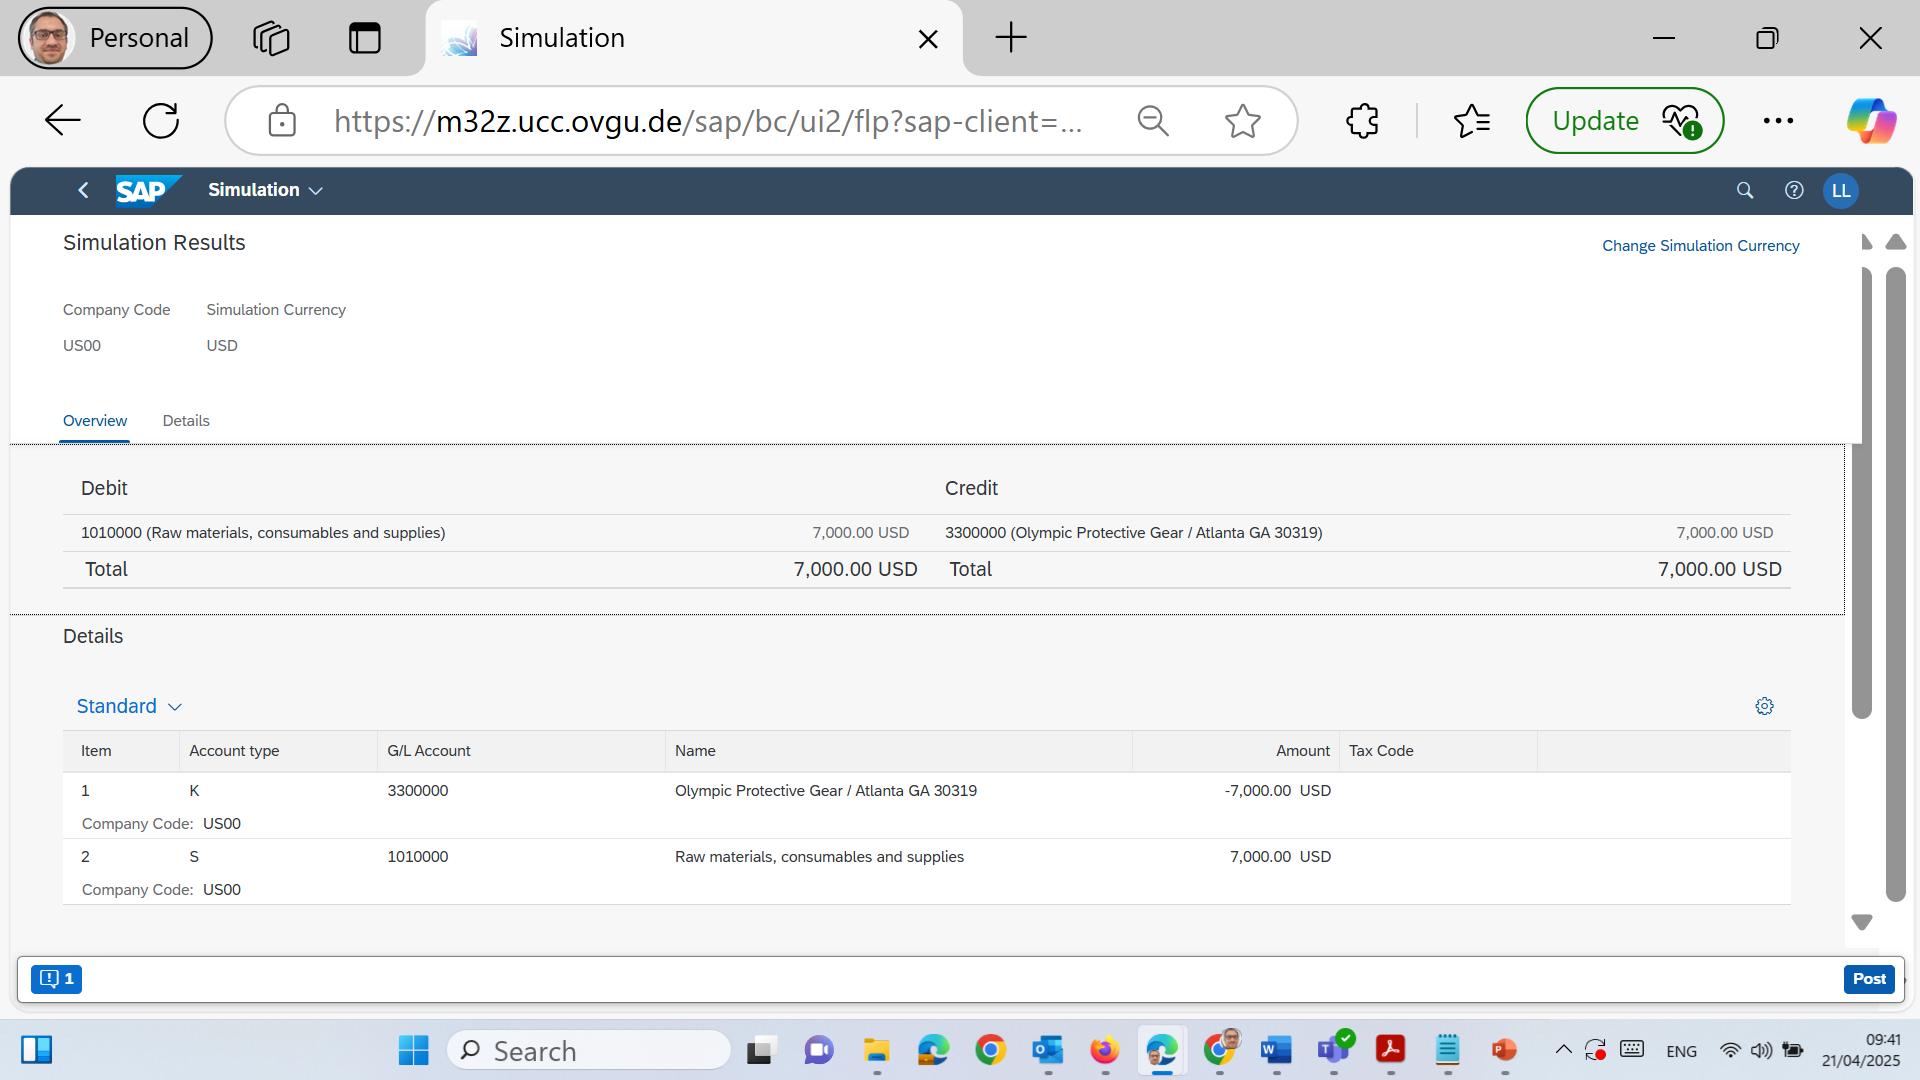 Personal
Simulation
https://m32z.ucc.ovgu.de/sap/bc/ui2/flp?sap-client=...
Update
SAP
Simulation
LL
Simulation Results
Change Simulation Currency
Company Code Simulation Currency
US00 USD
Overview Details
Debit Credit
1010000 (Raw materials, consumables and supplies) 7,000.00 USD 3300000 (Olympic Protective Gear / Atlanta GA 30319) 7,000.00 USD
Total 7,000.00 USD Total 7,000.00 USD
Details
Standard
Item Account type G/L Account Name Amount Tax Code
1 K 3300000 Olympic Protective Gear / Atlanta GA 30319 -7,000.00 USD
Company Code: US00
2 S 1010000 Raw materials, consumables and supplies 7,000.00 USD
Company Code: US00
1 Post
Search
ENG
09:41
21/04/2025